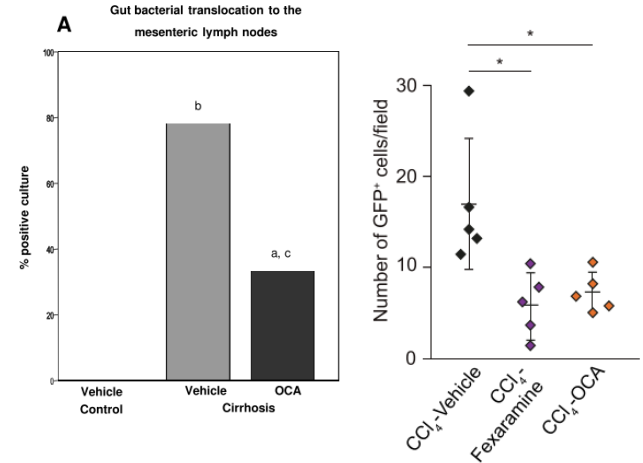 A
Gut bacterial translocation to the
mesenteric lymph nodes
% positive culture
100
80
60
40
20
0
b
a, c
Vehicle
Control
Vehicle
OCA
Cirrhosis
Number of GFP⁺ cells/field
30
20
10
0
*
*
CCl₄-Vehicle
CCl₄-
Fexaramine
CCl₄-OCA